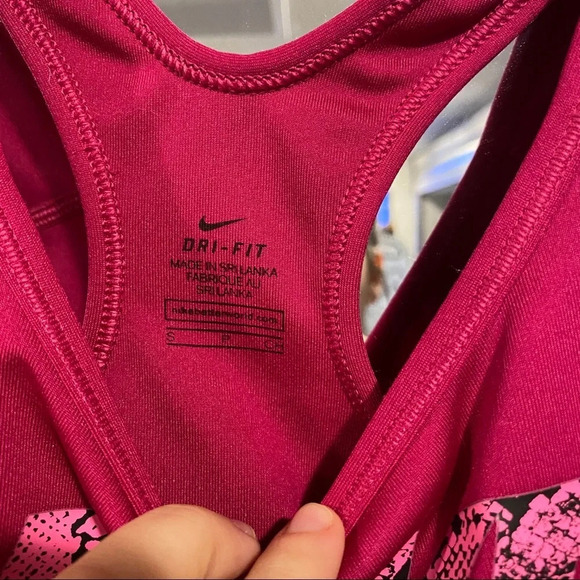 DRI-FIT
MADE IN SRI LANKA
FABRIQUE AU
SRI LANKA
nikebetterworld.com
S